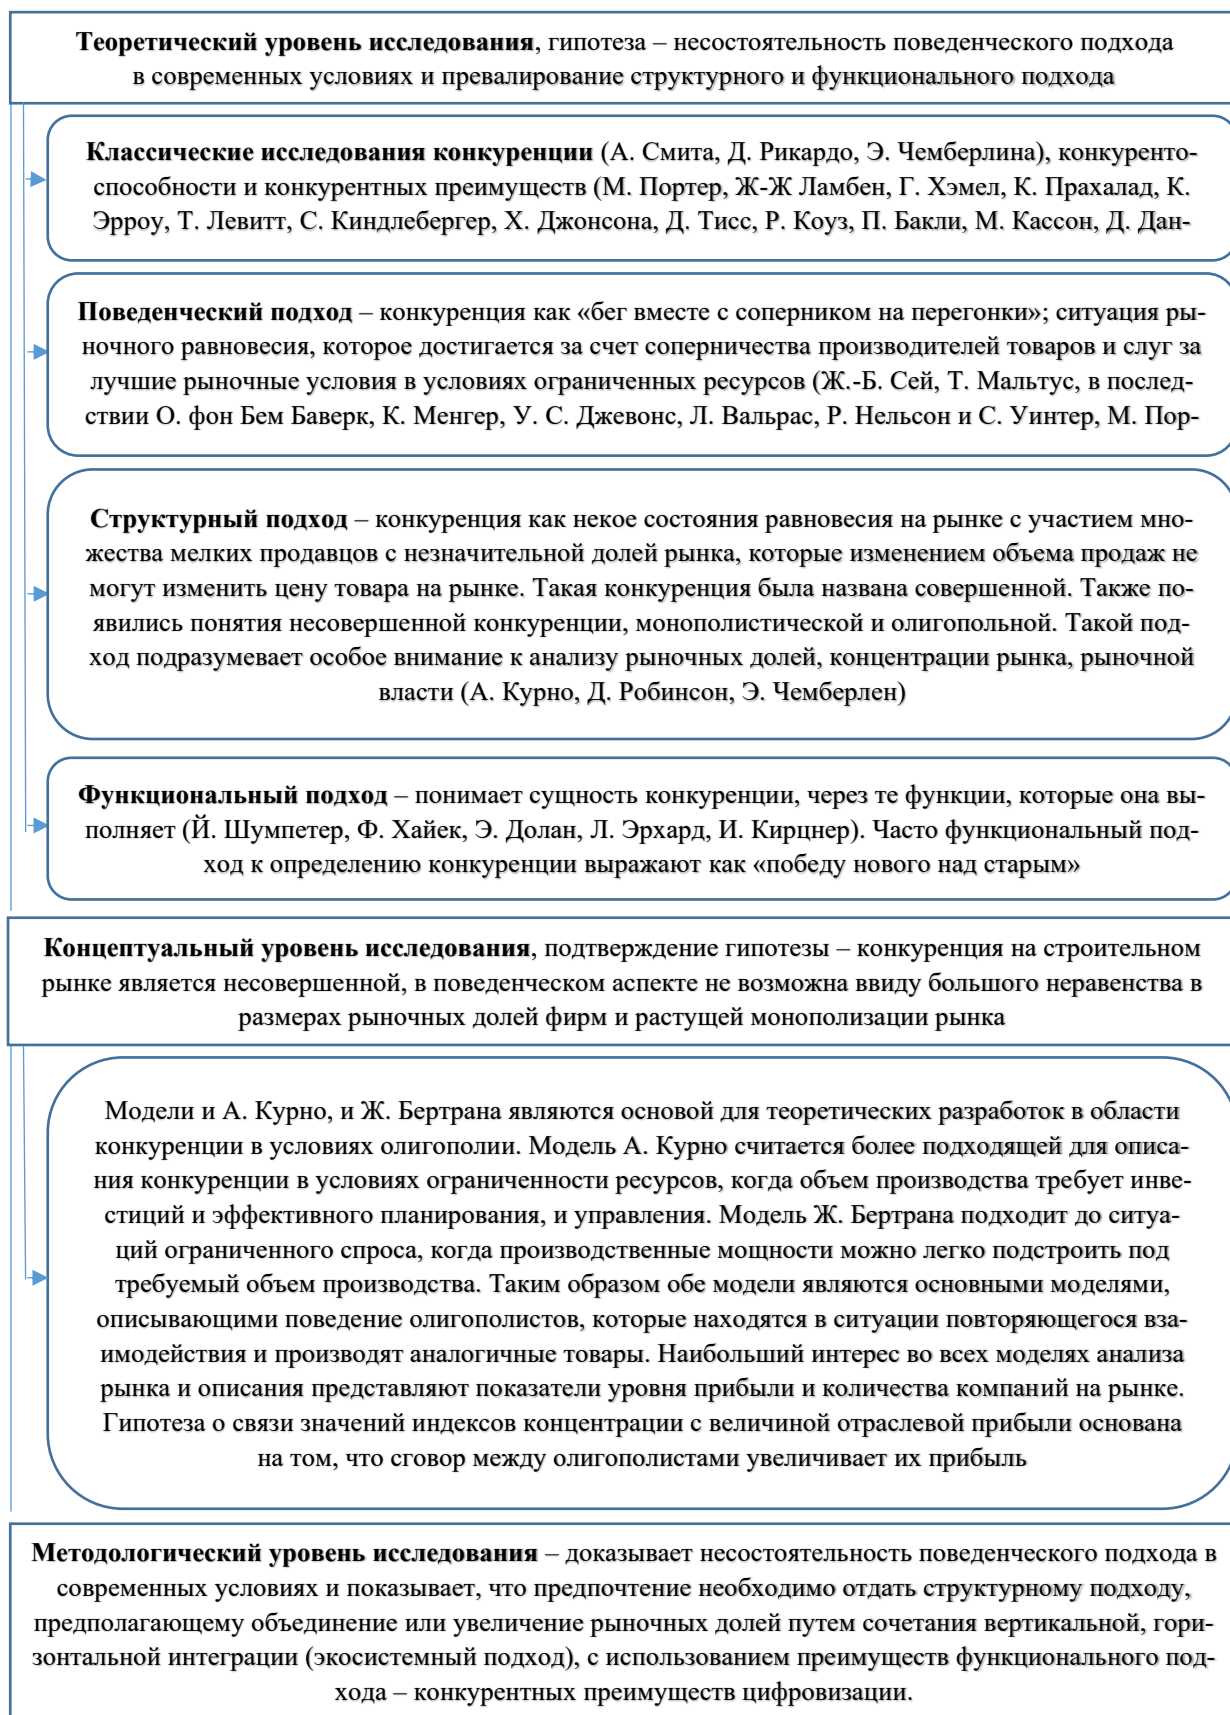 Теоретический уровень исследования, гипотеза – несостоятельность поведенческого подхода
в современных условиях и превалирование структурного и функционального подхода
Классические исследования конкуренции (А. Смита, Д. Рикардо, Э. Чемберлина), конкуренто-
способности и конкурентных преимуществ (М. Портер, Ж-Ж Ламбен, Г. Хэмел, К. Прахалад, К.
Эрроу, Т. Левитт, С. Киндлебергер, Х. Джонсона, Д. Тисс, Р. Коуз, П. Бакли, М. Кассон, Д. Дан-
Поведенческий подход – конкуренция как «бег вместе с соперником на перегонки»; ситуация ры-
ночного равновесия, которое достигается за счет соперничества производителей товаров и слуг за
лучшие рыночные условия в условиях ограниченных ресурсов (Ж.-Б. Сей, Т. Мальтус, в послед-
ствии О. фон Бем Баверк, К. Менгер, У. С. Джевонс, Л. Вальрас, Р. Нельсон и С. Уинтер, М. Пор-
Структурный подход – конкуренция как некое состояния равновесия на рынке с участием мно-
жества мелких продавцов с незначительной долей рынка, которые изменением объема продаж не
могут изменить цену товара на рынке. Такая конкуренция была названа совершенной. Также по-
явились понятия несовершенной конкуренции, монополистической и олигопольной. Такой под-
ход подразумевает особое внимание к анализу рыночных долей, концентрации рынка, рыночной
власти (А. Курно, Д. Робинсон, Э. Чемберлен)
Функциональный подход – понимает сущность конкуренции, через те функции, которые она вы-
полняет (Й. Шумпетер, Ф. Хайек, Э. Долан, Л. Эрхард, И. Кирцнер). Часто функциональный под-
ход к определению конкуренции выражают как «победу нового над старым»
Концептуальный уровень исследования, подтверждение гипотезы – конкуренция на строительном
рынке является несовершенной, в поведенческом аспекте не возможна ввиду большого неравенства в
размерах рыночных долей фирм и растущей монополизации рынка
Модели и А. Курно, и Ж. Бертрана являются основой для теоретических разработок в области
конкуренции в условиях олигополии. Модель А. Курно считается более подходящей для описа-
ния конкуренции в условиях ограниченности ресурсов, когда объем производства требует инве-
стиций и эффективного планирования, и управления. Модель Ж. Бертрана подходит до ситуа-
ций ограниченного спроса, когда производственные мощности можно легко подстроить под
требуемый объем производства. Таким образом обе модели являются основными моделями,
описывающими поведение олигополистов, которые находятся в ситуации повторяющегося вза-
имодействия и производят аналогичные товары. Наибольший интерес во всех моделях анализа
рынка и описания представляют показатели уровня прибыли и количества компаний на рынке.
Гипотеза о связи значений индексов концентрации с величиной отраслевой прибыли основана
на том, что сговор между олигополистами увеличивает их прибыль
Методологический уровень исследования – доказывает несостоятельность поведенческого подхода в
современных условиях и показывает, что предпочтение необходимо отдать структурному подходу,
предполагающему объединение или увеличение рыночных долей путем сочетания вертикальной, гори-
зонтальной интеграции (экосистемный подход), с использованием преимуществ функционального под-
хода – конкурентных преимуществ цифровизации.